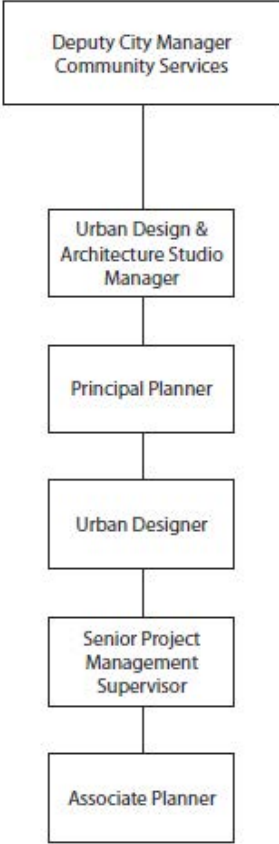 Deputy City Manager
Community Services
Urban Design &
Architecture Studio
Manager
Principal Planner
Urban Designer
Senior Project
Management
Supervisor
Associate Planner